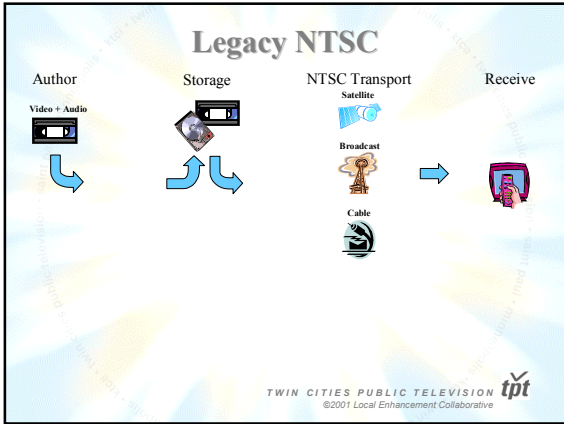 Legacy NTSC
Author
Storage
NTSC Transport
Receive
Video + Audio
Satellite
Broadcast
Cable
TWIN CITIES PUBLIC TELEVISION tpt
©2001 Local Enhancement Collaborative